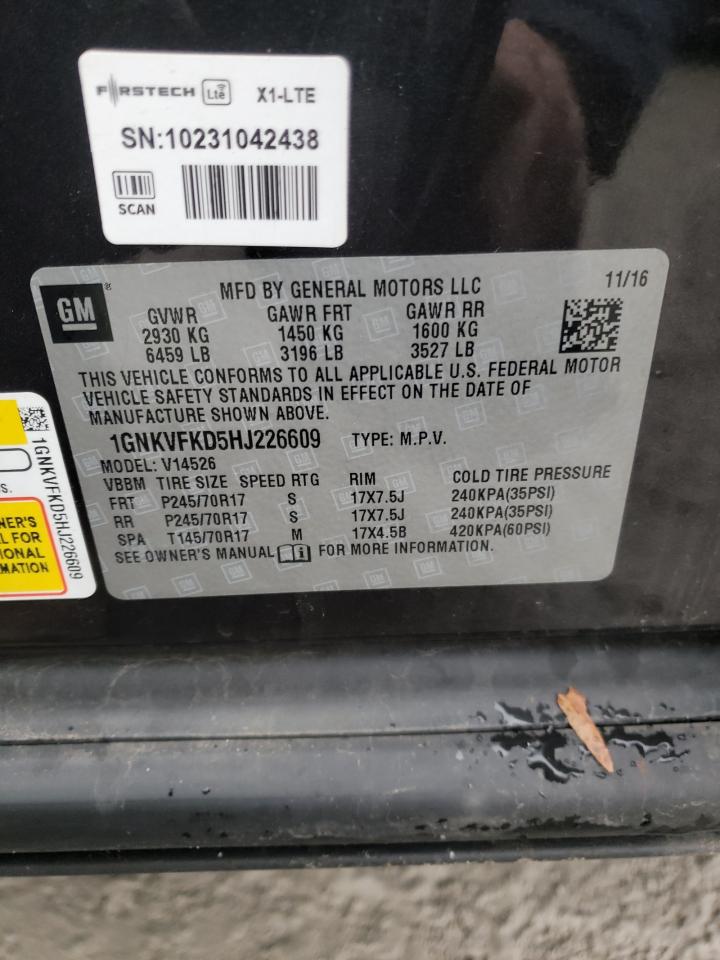 FIRSTECH LTE X1-LTE
SN:10231042438
SCAN
GM
MFD BY GENERAL MOTORS LLC 11/16
GVWR GAWR FRT GAWR RR
2930 KG 1450 KG 1600 KG
6459 LB 3196 LB 3527 LB
THIS VEHICLE CONFORMS TO ALL APPLICABLE U.S. FEDERAL MOTOR
VEHICLE SAFETY STANDARDS IN EFFECT ON THE DATE OF
MANUFACTURE SHOWN ABOVE.
1GNKVFKD5HJ226609 TYPE: M.P.V.
MODEL: V14526
VBBM TIRE SIZE SPEED RTG RIM COLD TIRE PRESSURE
FRT P245/70R17 S 17X7.5J 240KPA(35PSI)
RR P245/70R17 S 17X7.5J 240KPA(35PSI)
SPA T145/70R17 M 17X4.5B 420KPA(60PSI)
SEE OWNER'S MANUAL FOR MORE INFORMATION.
1GNKVFKD5HJ226609
S.
NER'S
L FOR
IONAL
MATION